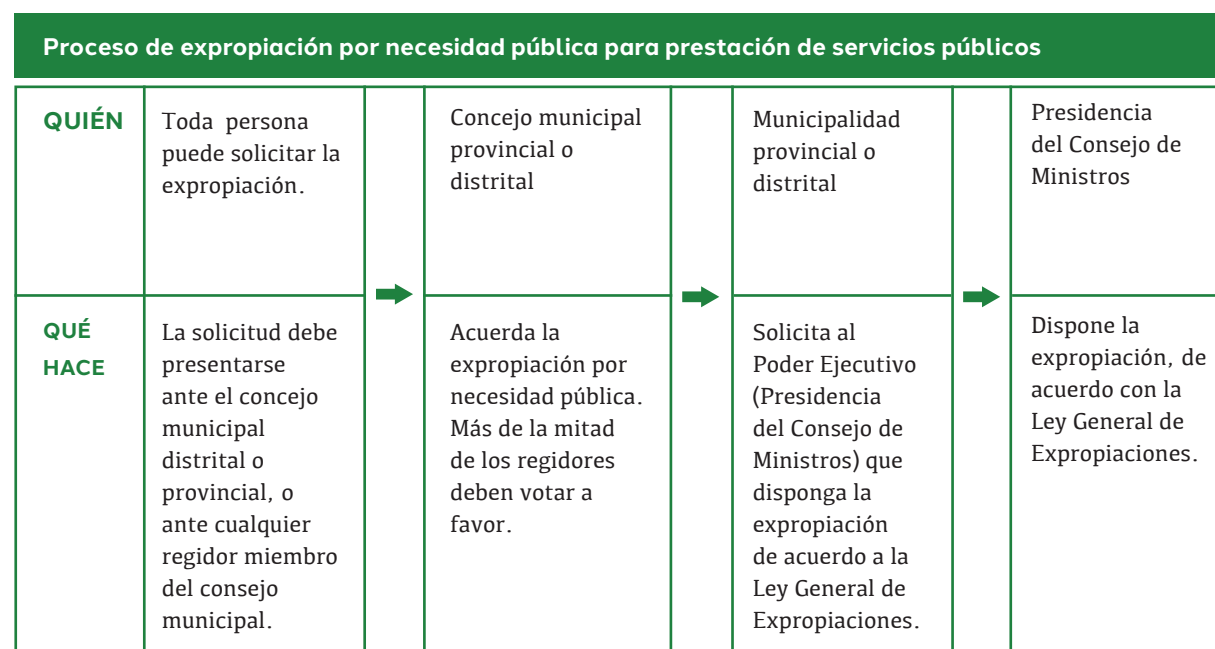 Proceso de expropiación por necesidad pública para prestación de servicios públicos
QUIÉN
Toda persona
puede solicitar la
expropiación.
Concejo municipal
provincial o
distrital
Municipalidad
provincial o
distrital
Presidencia
del Consejo de
Ministros
QUÉ
HACE
La solicitud debe
presentarse
ante el concejo
municipal
distrital o
provincial, o
ante cualquier
regidor miembro
del consejo
municipal.
Acuerda la
expropiación por
necesidad pública.
Más de la mitad
de los regidores
deben votar a
favor.
Solicita al
Poder Ejecutivo
(Presidencia
del Consejo de
Ministros) que
disponga la
expropiación
de acuerdo a la
Ley General de
Expropiaciones.
Dispone la
expropiación, de
acuerdo con la
Ley General de
Expropiaciones.